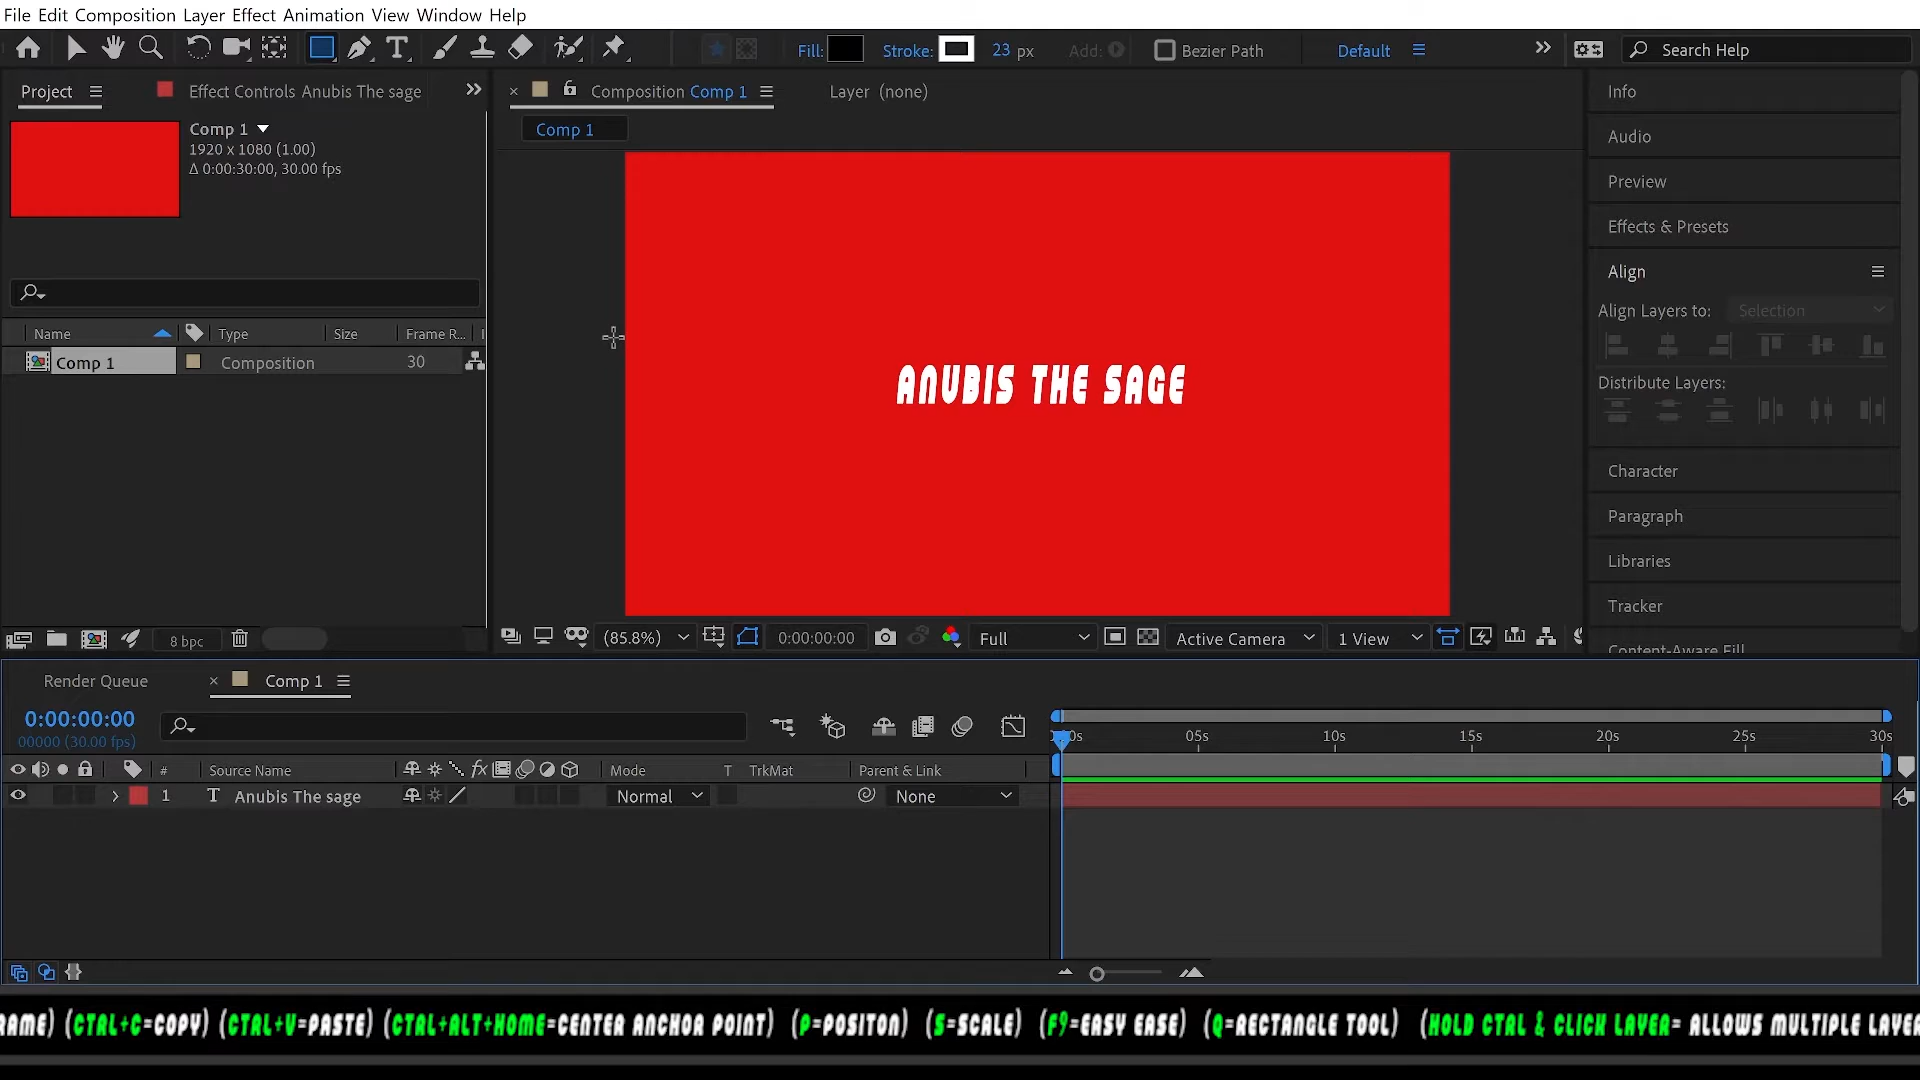 File Edit Composition Layer Effect Animation View Window Help
Fill: Stroke: 23 px Add: Bezier Path Default Search Help
Project Effect Controls Anubis The sage
Composition Comp 1 Layer (none)
Comp 1
1920 x 1080 (1.00)
Δ 0:00:30:00, 30.00 fps
Name Type Size Frame R...
Comp 1 Composition 30
8 bpc
Comp 1
ANUBIS THE SAGE
(85.8%) 0:00:00:00 Full Active Camera 1 View
Info
Audio
Preview
Effects & Presets
Align
Align Layers to: Selection
Distribute Layers:
Character
Paragraph
Libraries
Tracker
Content-Aware Fill
Render Queue Comp 1
0:00:00:00
00000 (30.00 fps)
05s 10s 15s 20s 25s 30s
# Source Name Mode T TrkMat Parent & Link
1 T Anubis The sage Normal None
RAME) (CTRL+C=COPY) (CTRL+V=PASTE) (CTRL+ALT+HOME=CENTER ANCHOR POINT) (P=POSITON) (S=SCALE) (F9=EASY EASE) (Q=RECTANGLE TOOL) (HOLD CTRL & CLICK LAYER= ALLOWS MULTIPLE LAYER